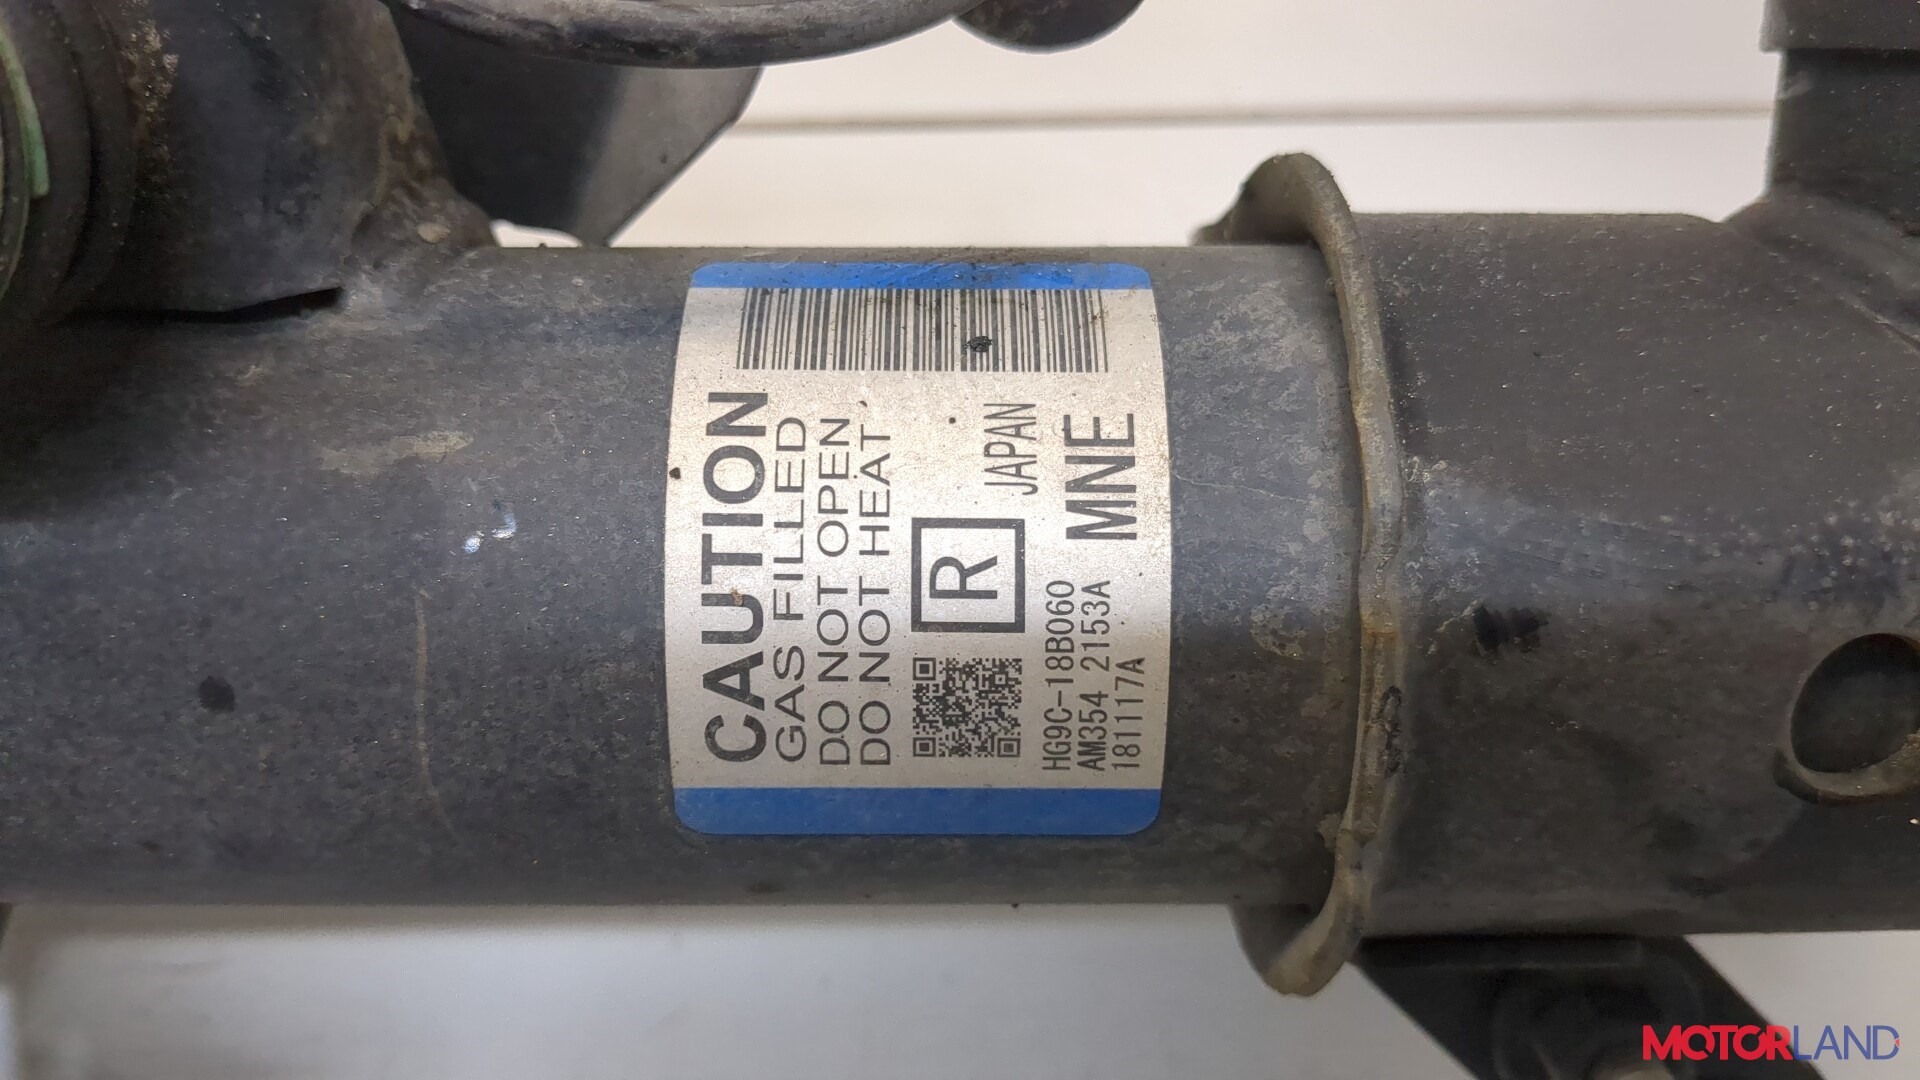 CAUTION
GAS FILLED
DO NOT OPEN
DO NOT HEAT
R
JAPAN
HG9C-18B060
AM354 2153A
MNE
181117A
MOTORLAND